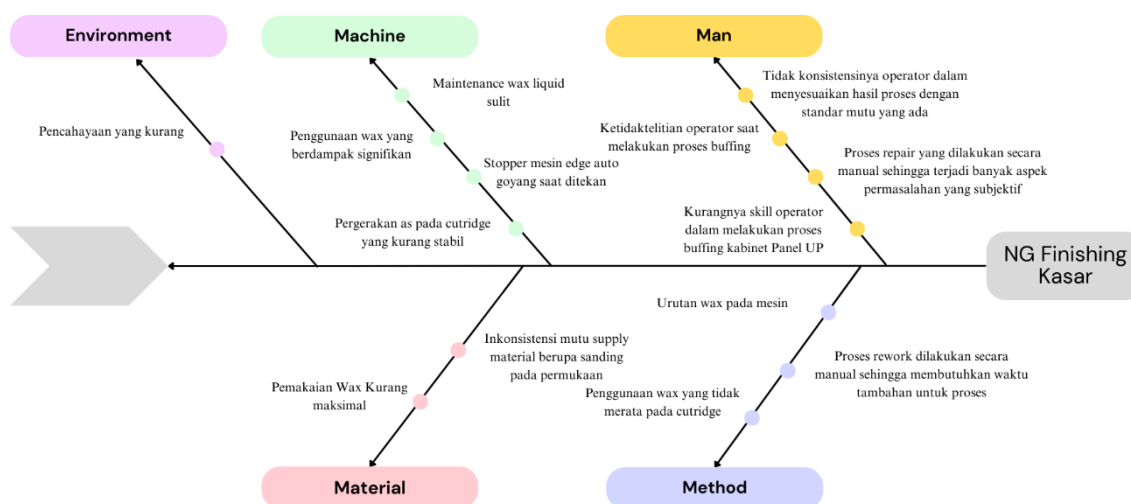 Environment
Machine
Man
Pencahayaan yang kurang
Maintenance wax liquid
sulit
Penggunaan wax yang
berdampak signifikan
Stopper mesin edge auto
goyang saat ditekan
Pergerakan as pada cutridge
yang kurang stabil
Tidak konsistensinya operator dalam
menyesuaikan hasil proses dengan
standar mutu yang ada
Ketidaktelitian operator saat
melakukan proses buffing
Proses repair yang dilakukan secara
manual sehingga terjadi banyak aspek
permasalahan yang subjektif
Kurangnya skill operator
dalam melakukan proses
buffing kabinet Panel UP
NG Finishing
Kasar
Inkonsistensi mutu supply
material berupa sanding
pada permukaan
Pemakaian Wax Kurang
maksimal
Urutan wax pada mesin
Proses rework dilakukan secara
manual sehingga membutuhkan waktu
tambahan untuk proses
Penggunaan wax yang tidak
merata pada cutridge
Material
Method